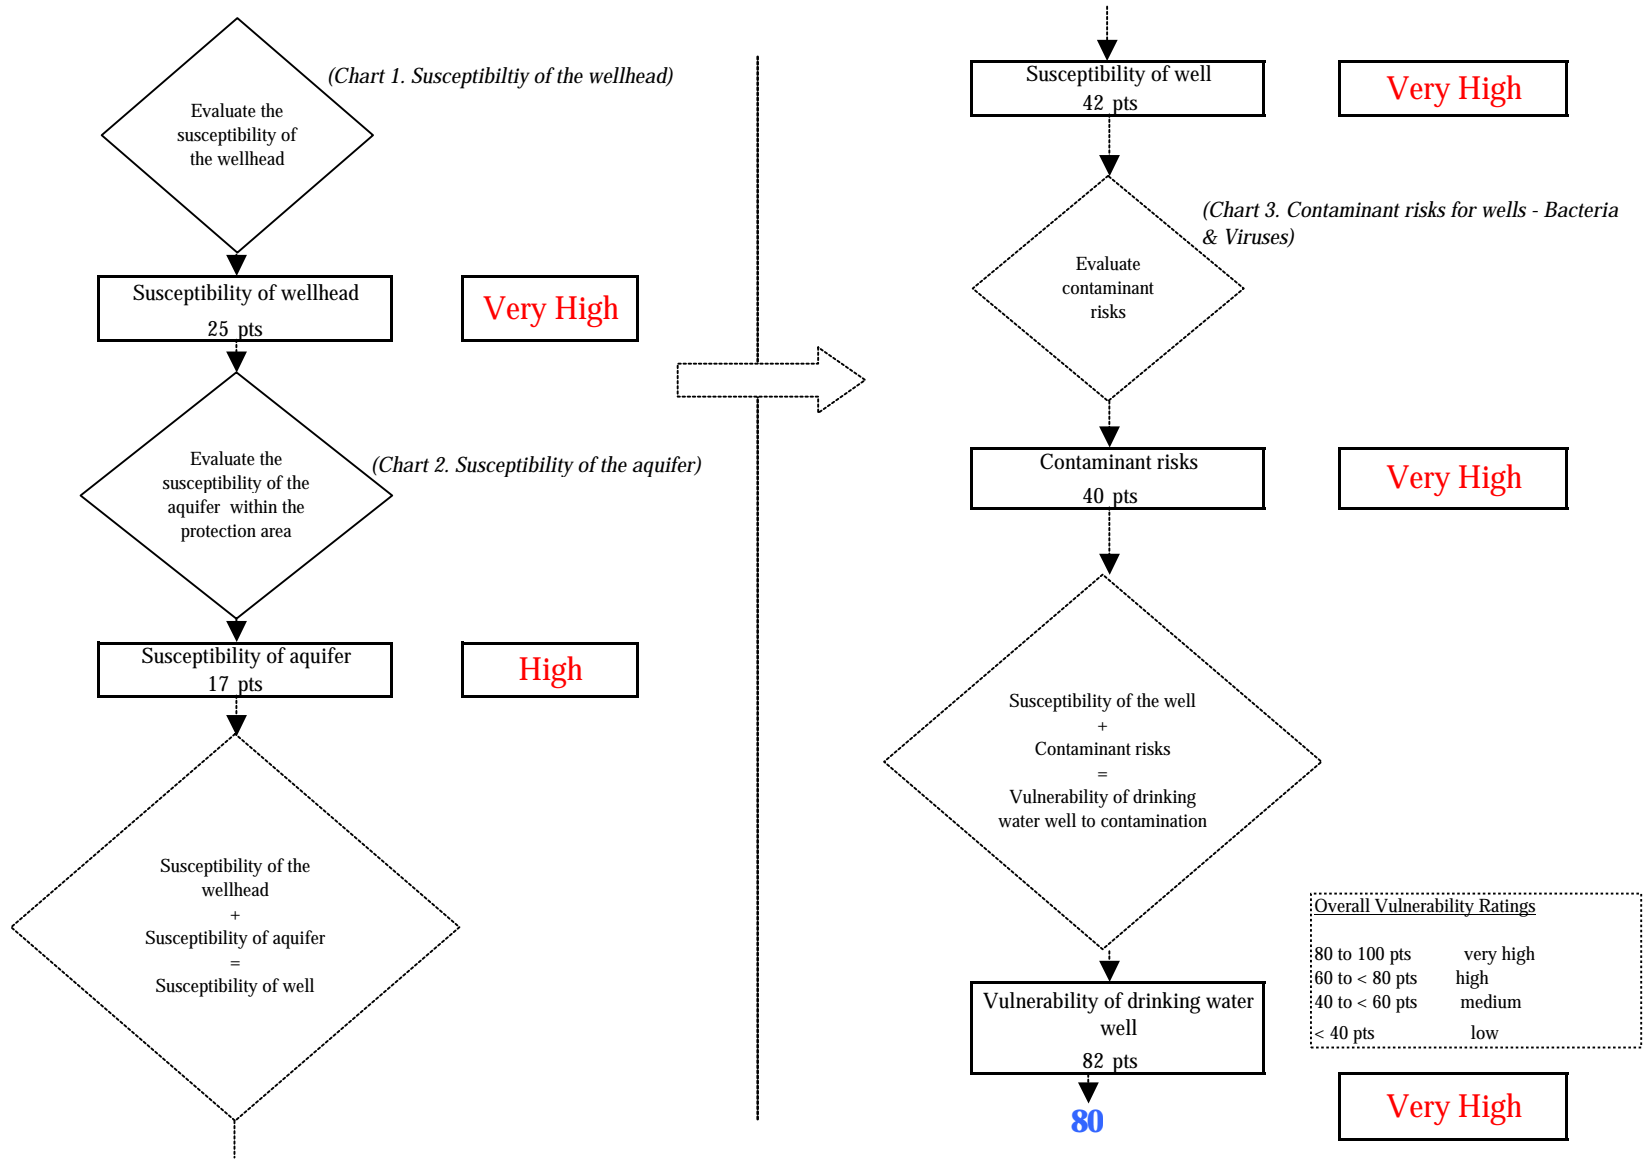 (Chart 1. Susceptibiltiy of the wellhead)
Evaluate the
susceptibility of
the wellhead
Susceptibility of wellhead
25 pts
Very High
(Chart 2. Susceptibility of the aquifer)
Evaluate the
susceptibility of the
aquifer within the
protection area
Susceptibility of aquifer
17 pts
High
Susceptibility of the
wellhead
+
Susceptibility of aquifer
=
Susceptibility of well
Susceptibility of well
42 pts
Very High
(Chart 3. Contaminant risks for wells - Bacteria
& Viruses)
Evaluate
contaminant
risks
Contaminant risks
40 pts
Very High
Susceptibility of the well
+
Contaminant risks
=
Vulnerability of drinking
water well to contamination
Overall Vulnerability Ratings
80 to 100 pts very high
60 to < 80 pts high
40 to < 60 pts medium
< 40 pts low
Vulnerability of drinking water
well
82 pts
80
Very High